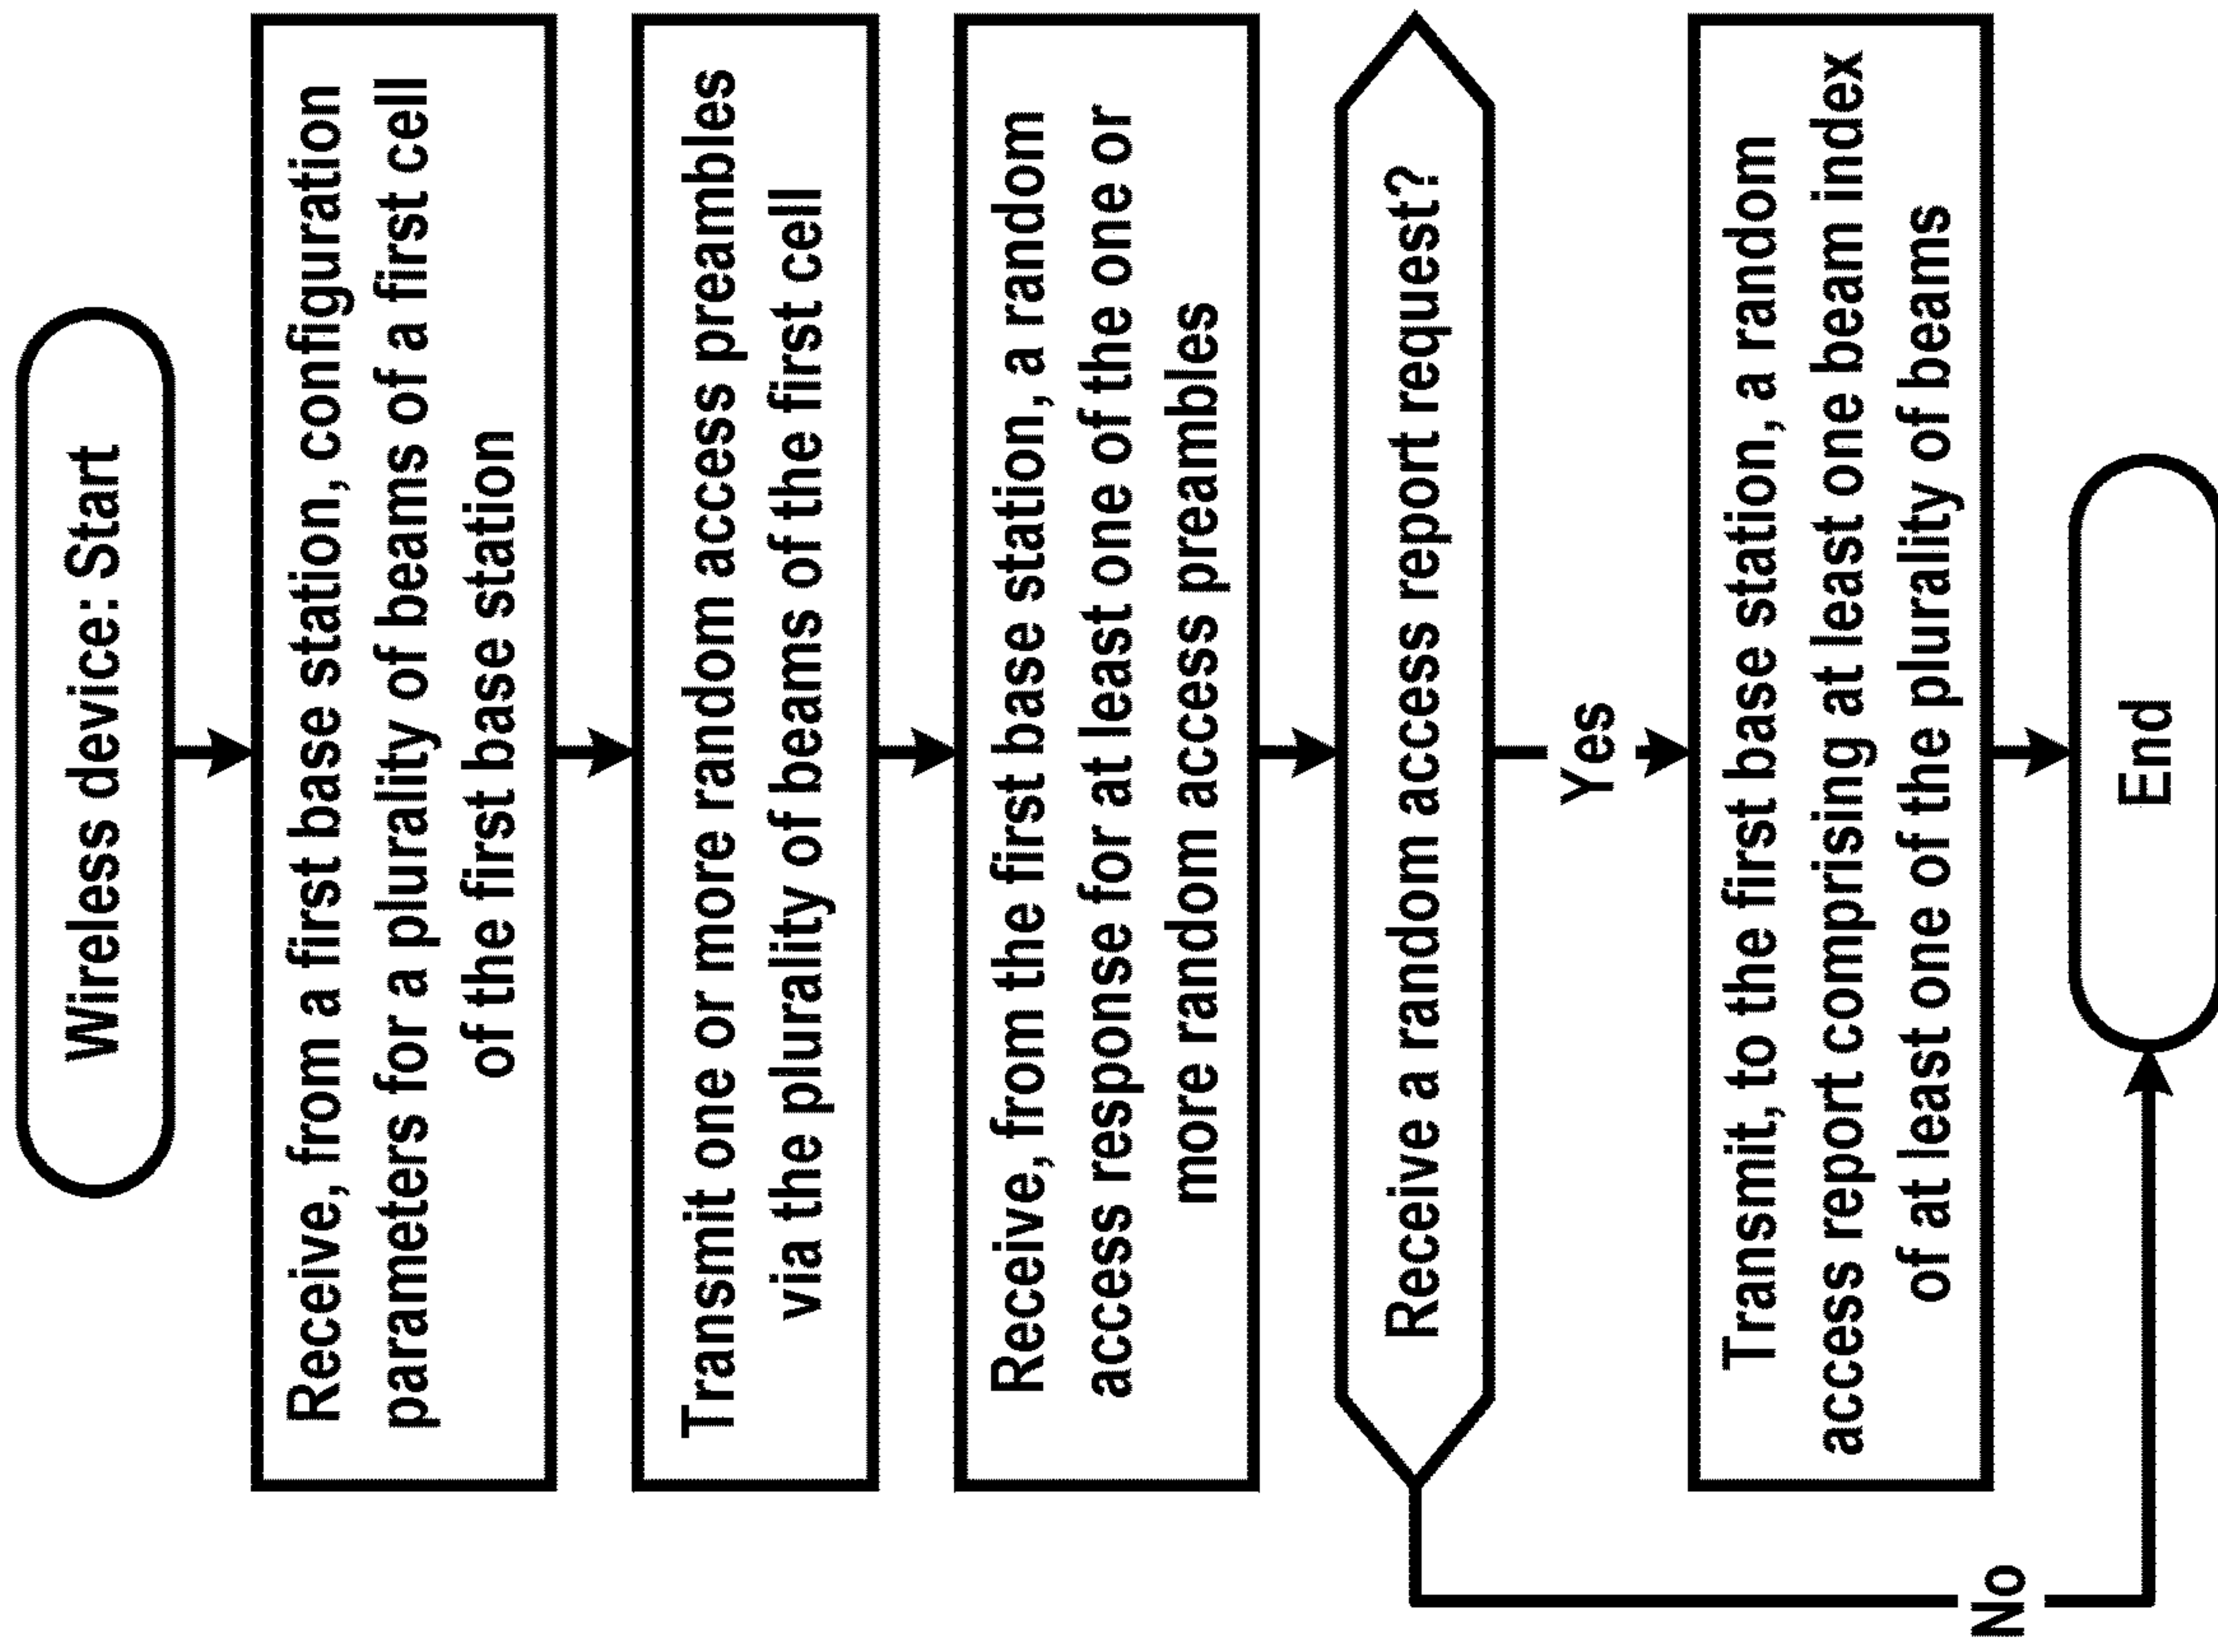 Wireless device: Start
Receive, from a first base station, configuration
parameters for a plurality of beams of a first cell
of the first base station
Transmit one or more random access preambles
via the plurality of beams of the first cell
Receive, from the first base station, a random
access response for at least one of the one or
more random access preambles
Receive a random access report request?
Yes
Transmit, to the first base station, a random
access report comprising at least one beam index
of at least one of the plurality of beams
No
End